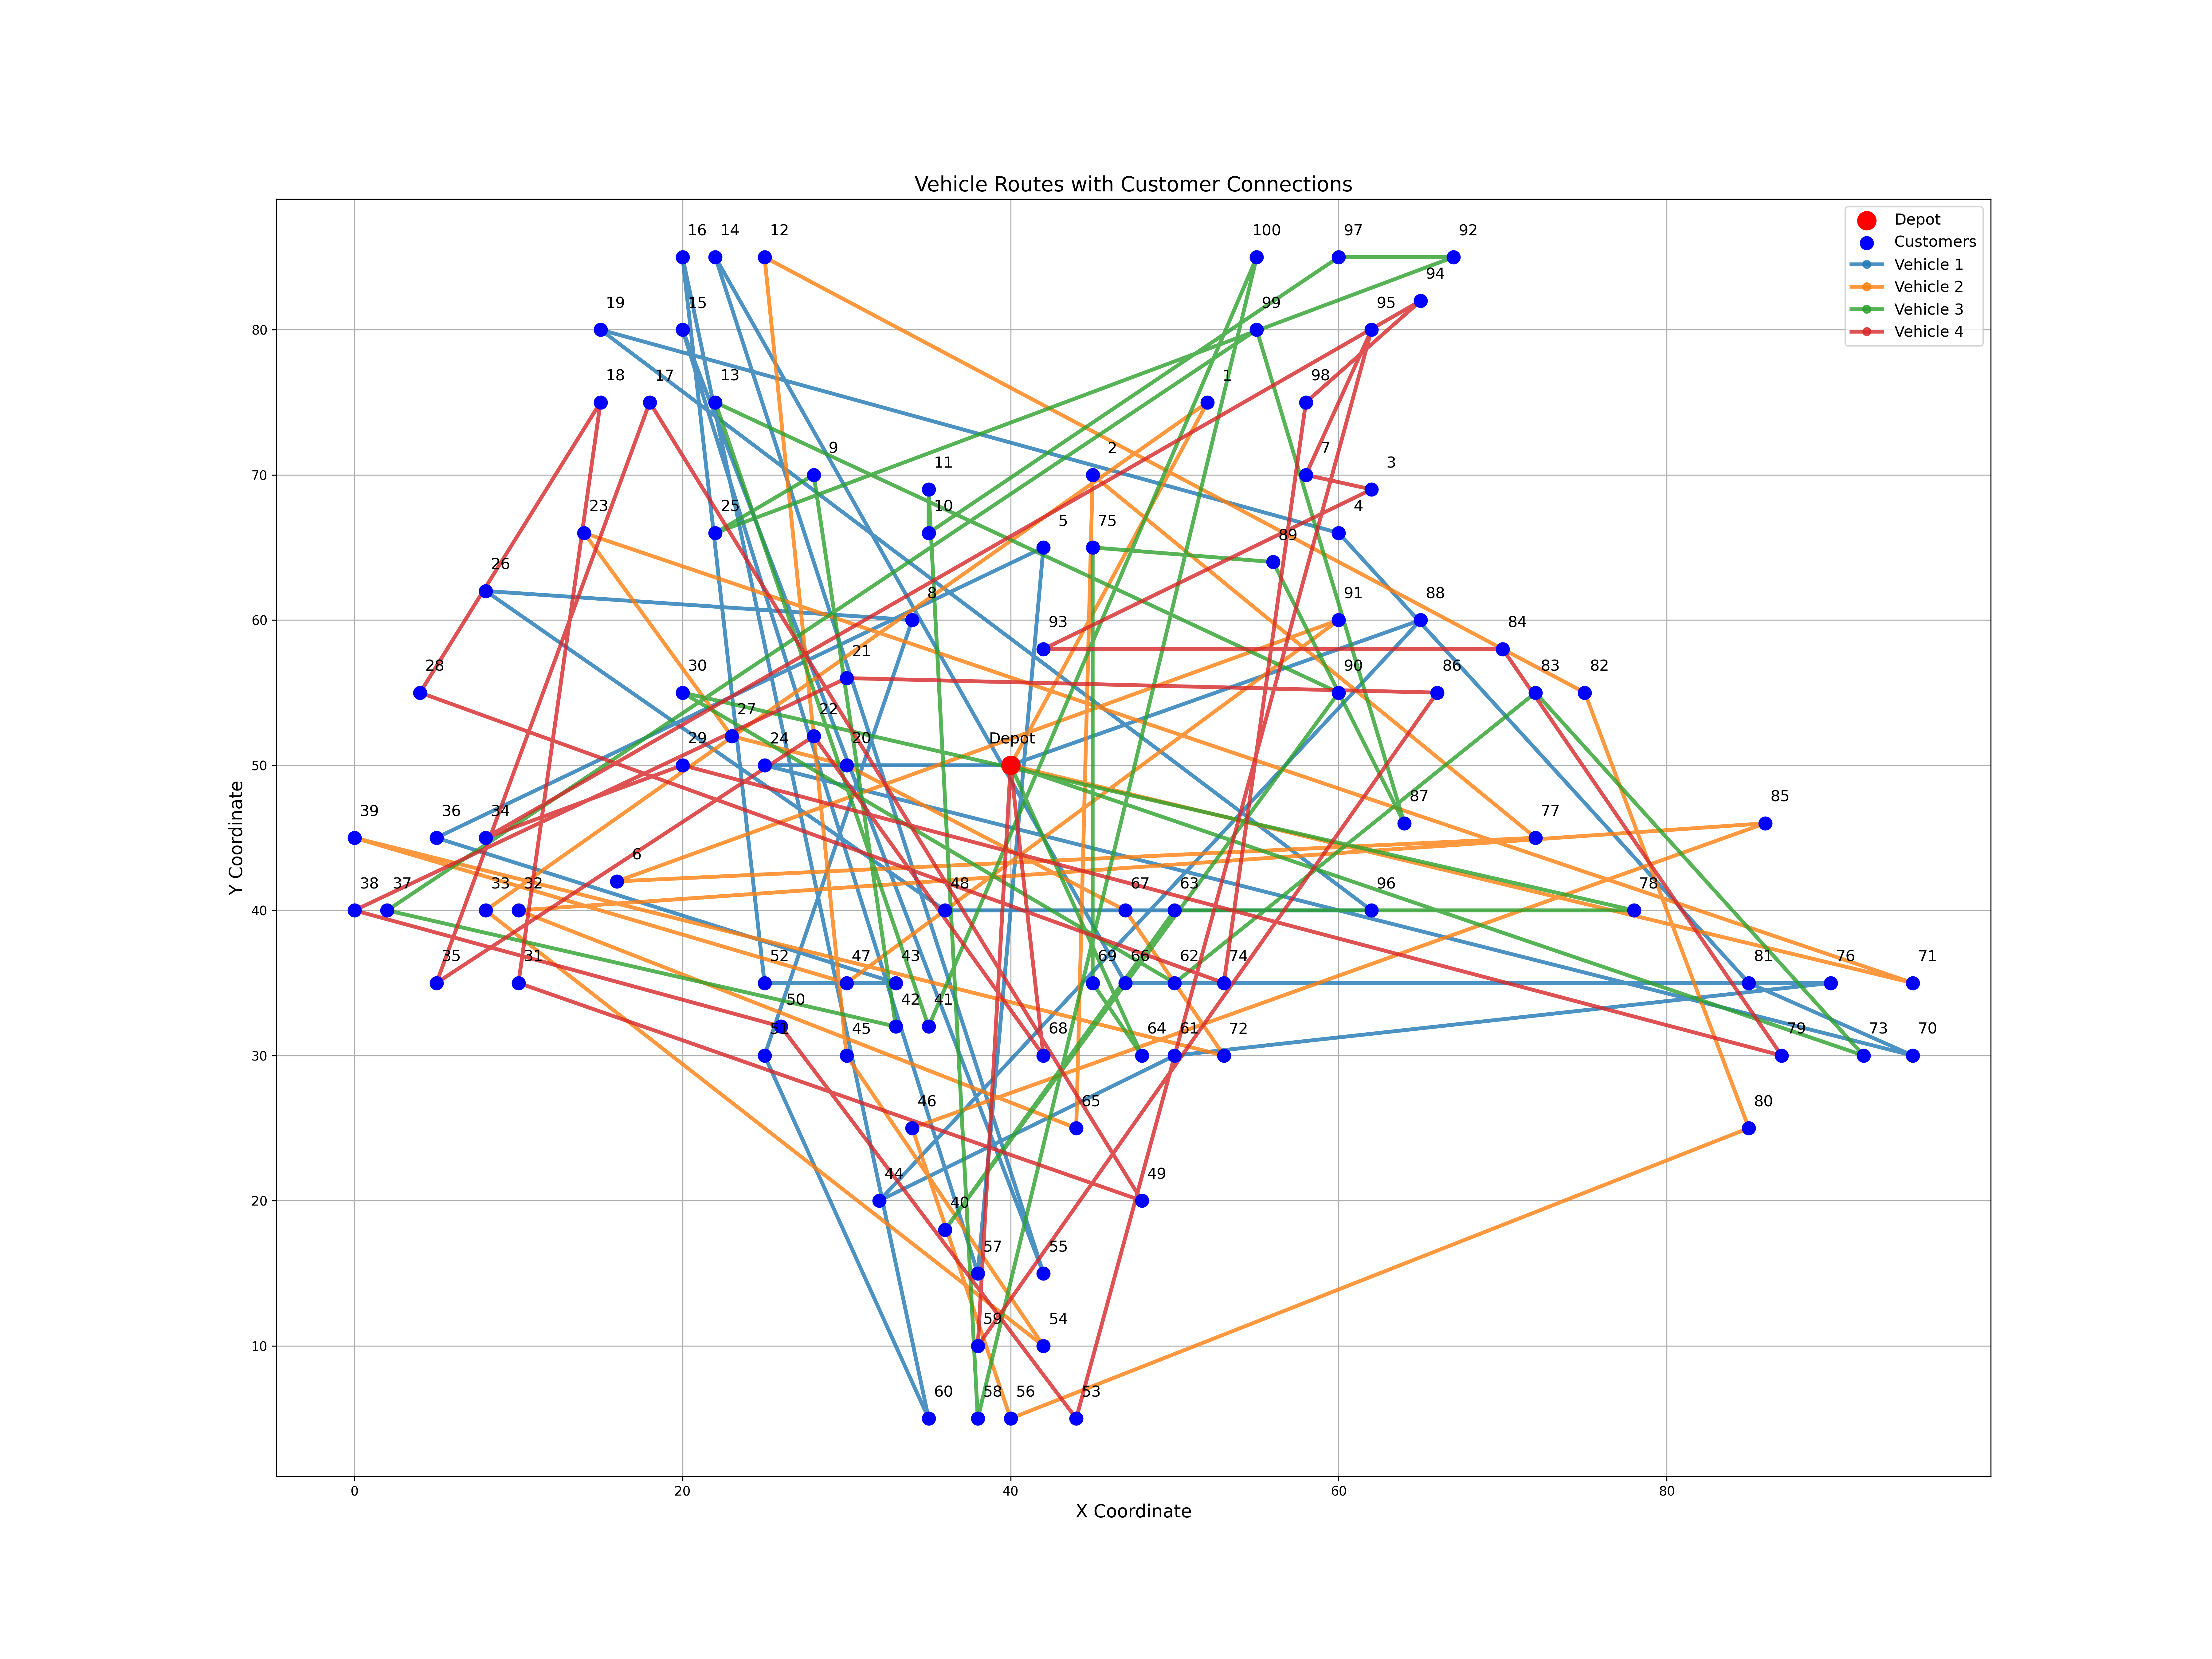 Vehicle Routes with Customer Connections
Depot
Customers
Vehicle 1
Vehicle 2
Vehicle 3
Vehicle 4
16 14 12 100 97 92
94
19 15 99 95
18 17 13 1 98
9 2 7
11 3
23 25 10 4
5 75
89
26
8 91 88
93 84
21
28 30 90 86 83 82
27 22
29 24 20 Depot
87
39 36 34 77 85
6
38 37 33 32 48 67 63 96 78
35 31 52 47 43 69 66 62 74 81 76 71
50 42 41
51 45 68 64 61 72 79 73 70
46 65 80
44 49
40
57 55
59 54
60 58 56 53
80
70
60
50
40
30
20
10
Y Coordinate
0 20 40 60 80
X Coordinate